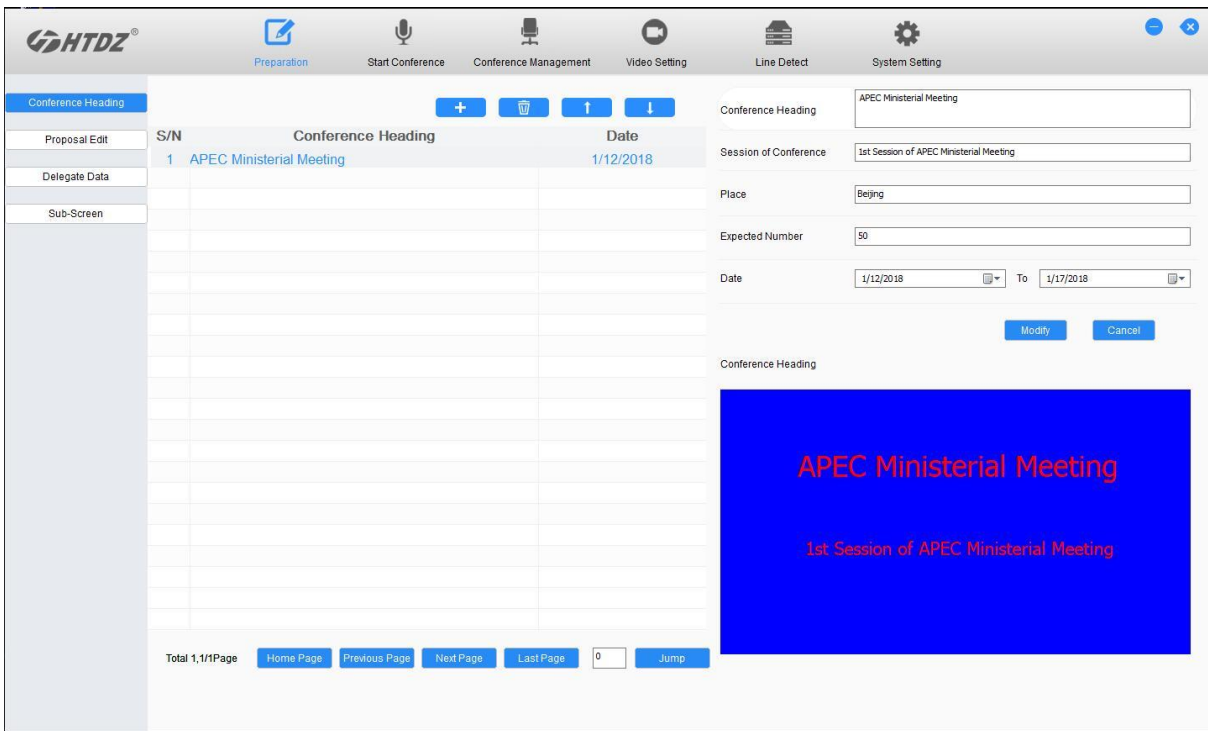 HTDZ®
Preparation
Start Conference
Conference Management
Video Setting
Line Detect
System Setting
Conference Heading
Proposal Edit
Delegate Data
Sub-Screen
S/N Conference Heading Date
1 APEC Ministerial Meeting 1/12/2018
Total 1,1/1Page Home Page Previous Page Next Page Last Page 0 Jump
Conference Heading APEC Ministerial Meeting
Session of Conference 1st Session of APEC Ministerial Meeting
Place Beijing
Expected Number 50
Date 1/12/2018 To 1/17/2018
Modify Cancel
Conference Heading
APEC Ministerial Meeting
1st Session of APEC Ministerial Meeting